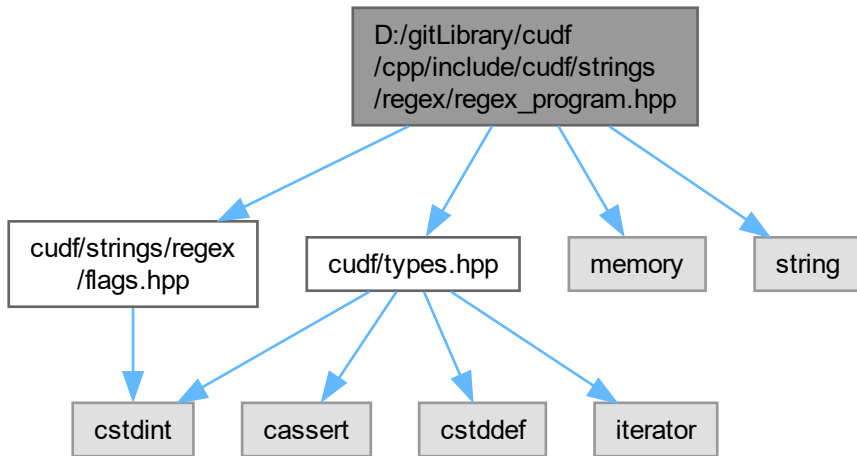 D:/gitLibrary/cudf
/cpp/include/cudf/strings
/regex/regex_program.hpp
cudf/strings/regex
/flags.hpp
cudf/types.hpp
memory
string
cstdint
cassert
cstddef
iterator